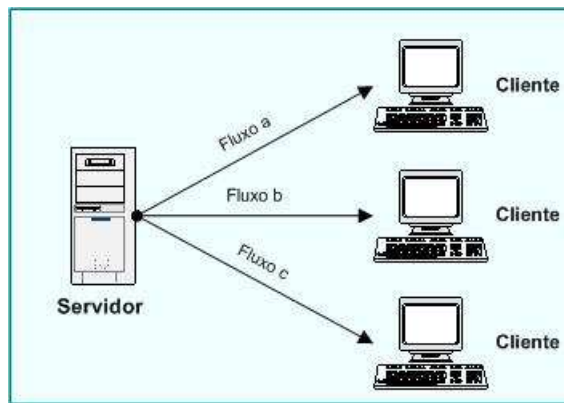 Fluxo a
Cliente
Fluxo b
Cliente
Fluxo c
Servidor
Cliente